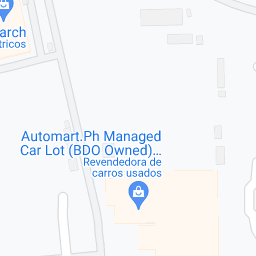 arch
tricos
Automart.Ph Managed
Car Lot (BDO Owned)...
Revendedora de
carros usados